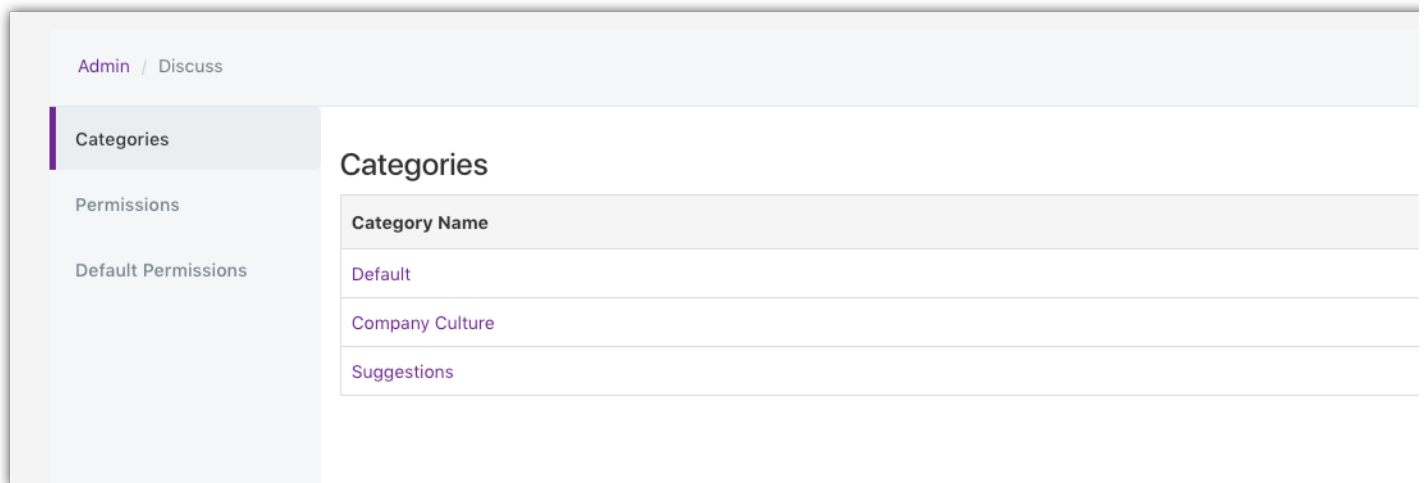 Admin / Discuss
Categories
Permissions
Default Permissions
Categories
Category Name
Default
Company Culture
Suggestions